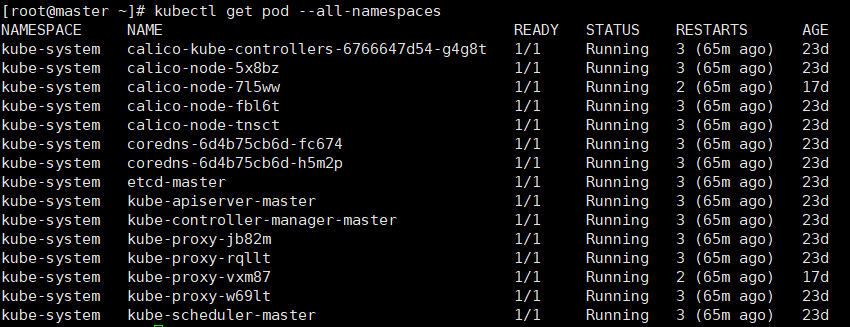 [root@master ~]# kubectl get pod --all-namespaces
NAMESPACE NAME READY STATUS RESTARTS AGE
kube-system calico-kube-controllers-6766647d54-g4g8t 1/1 Running 3 (65m ago) 23d
kube-system calico-node-5x8bz 1/1 Running 3 (65m ago) 23d
kube-system calico-node-7l5ww 1/1 Running 2 (65m ago) 17d
kube-system calico-node-fbl6t 1/1 Running 3 (65m ago) 23d
kube-system calico-node-tnsct 1/1 Running 3 (65m ago) 23d
kube-system coredns-6d4b75cb6d-fc674 1/1 Running 3 (65m ago) 23d
kube-system coredns-6d4b75cb6d-h5m2p 1/1 Running 3 (65m ago) 23d
kube-system etcd-master 1/1 Running 3 (65m ago) 23d
kube-system kube-apiserver-master 1/1 Running 3 (65m ago) 23d
kube-system kube-controller-manager-master 1/1 Running 3 (65m ago) 23d
kube-system kube-proxy-jb82m 1/1 Running 3 (65m ago) 23d
kube-system kube-proxy-rqllt 1/1 Running 3 (65m ago) 23d
kube-system kube-proxy-vxm87 1/1 Running 2 (65m ago) 17d
kube-system kube-proxy-w69lt 1/1 Running 3 (65m ago) 23d
kube-system kube-scheduler-master 1/1 Running 3 (65m ago) 23d